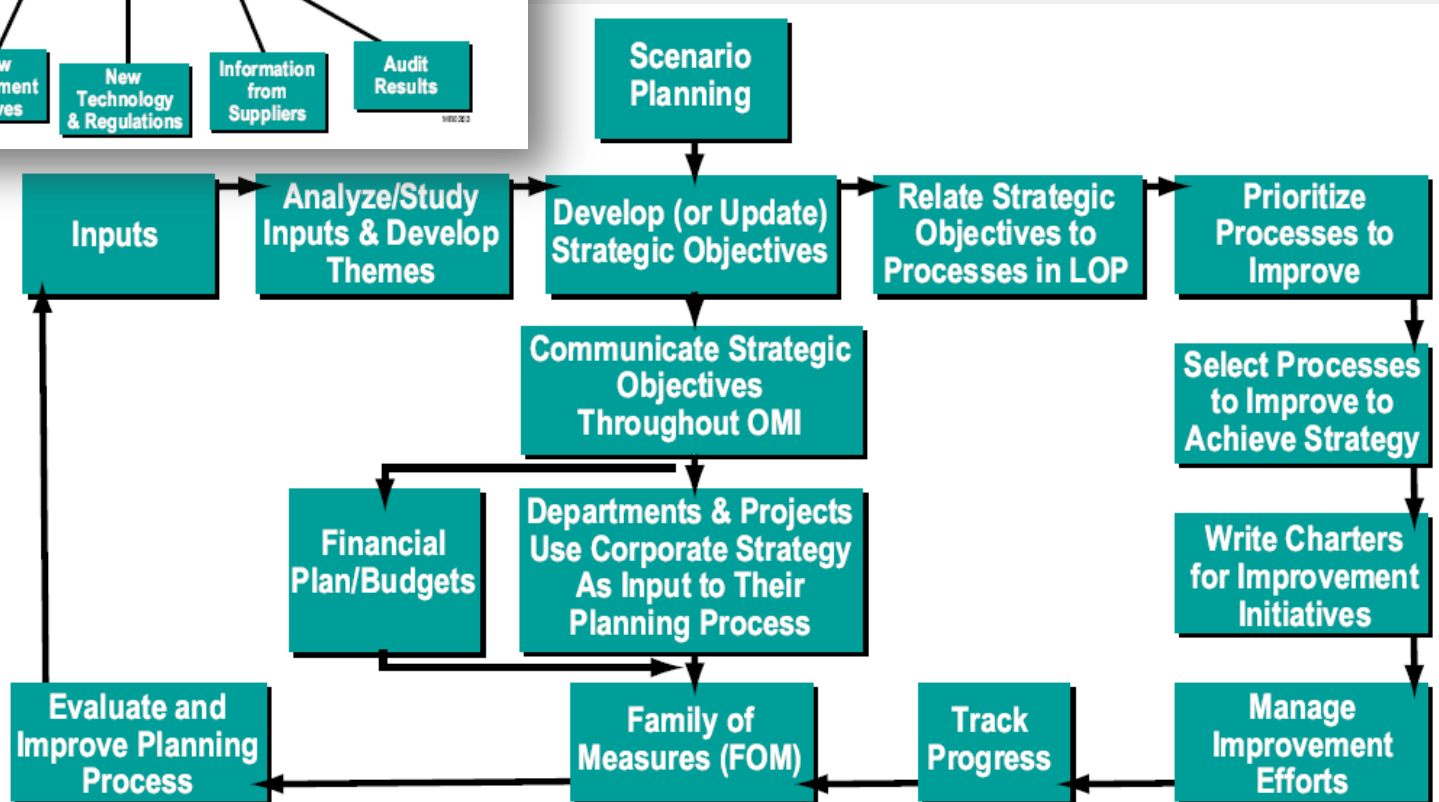 New
Technology
& Regulations
Information
from
Suppliers
Audit
Results
Scenario
Planning
Inputs
Analyze/Study
Inputs & Develop
Themes
Develop (or Update)
Strategic Objectives
Relate Strategic
Objectives to
Processes in LOP
Prioritize
Processes to
Improve
Communicate Strategic
Objectives
Throughout OMI
Select Processes
to Improve to
Achieve Strategy
Financial
Plan/Budgets
Departments & Projects
Use Corporate Strategy
As Input to Their
Planning Process
Write Charters
for Improvement
Initiatives
Evaluate and
Improve Planning
Process
Family of
Measures (FOM)
Track
Progress
Manage
Improvement
Efforts